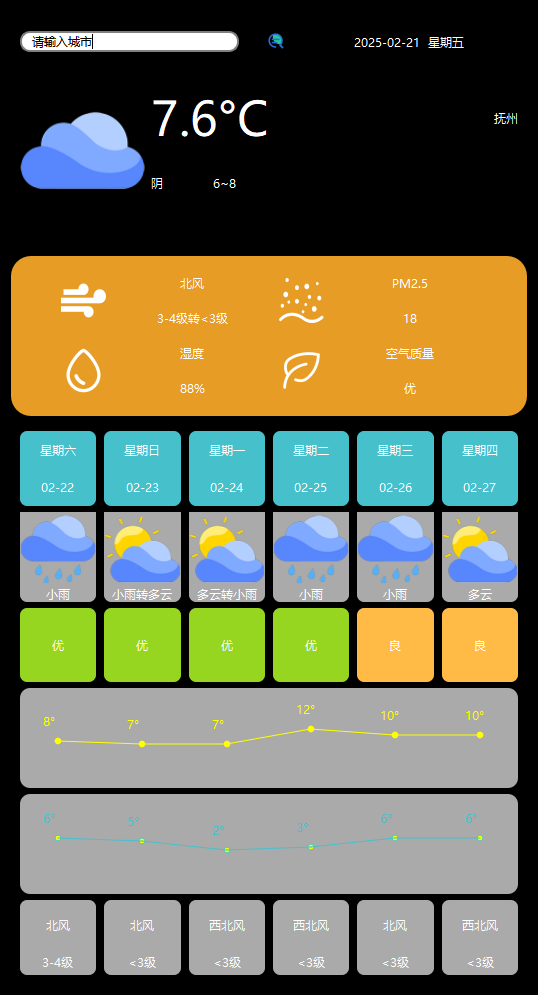 请输入城市
2025-02-21 星期五
7.6°C
抚州
阴 6~8
北风 PM2.5
3-4级转<3级 18
湿度 空气质量
88% 优
星期六 星期日 星期一 星期二 星期三 星期四
02-22 02-23 02-24 02-25 02-26 02-27
小雨 小雨转多云 多云转小雨 小雨 小雨 多云
优 优 优 优 良 良
8° 7° 7° 12° 10° 10°
6° 5° 2° 3° 6° 6°
北风 北风 西北风 西北风 北风 西北风
3-4级 <3级 <3级 <3级 <3级 <3级